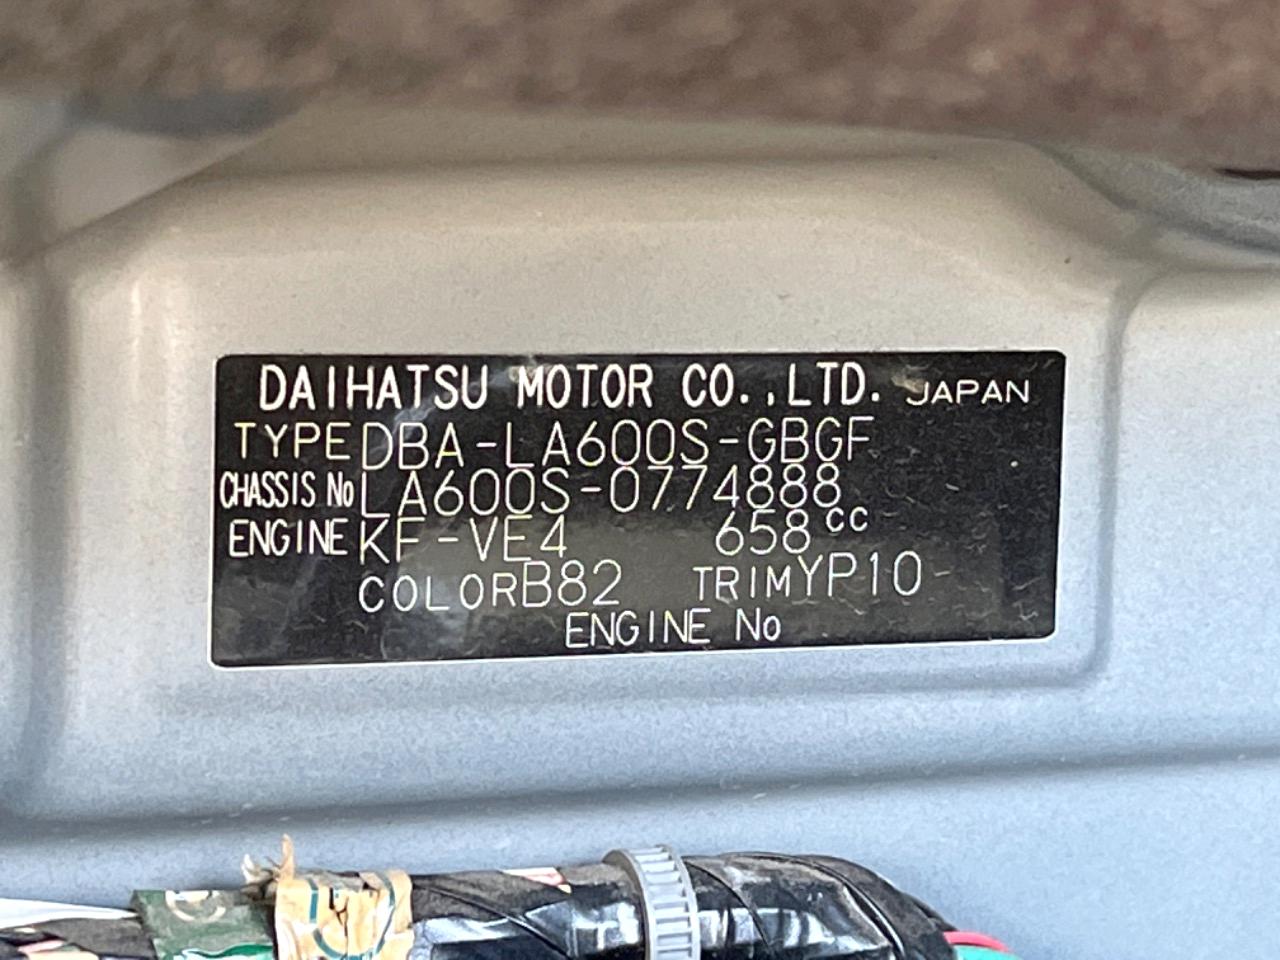 DAIHATSU MOTOR CO.,LTD. JAPAN
TYPE DBA-LA600S-GBGF
CHASSIS No LA600S-0774888
ENGINE KF-VE4 658cc
COLOR B82 TRIM YP10
ENGINE No